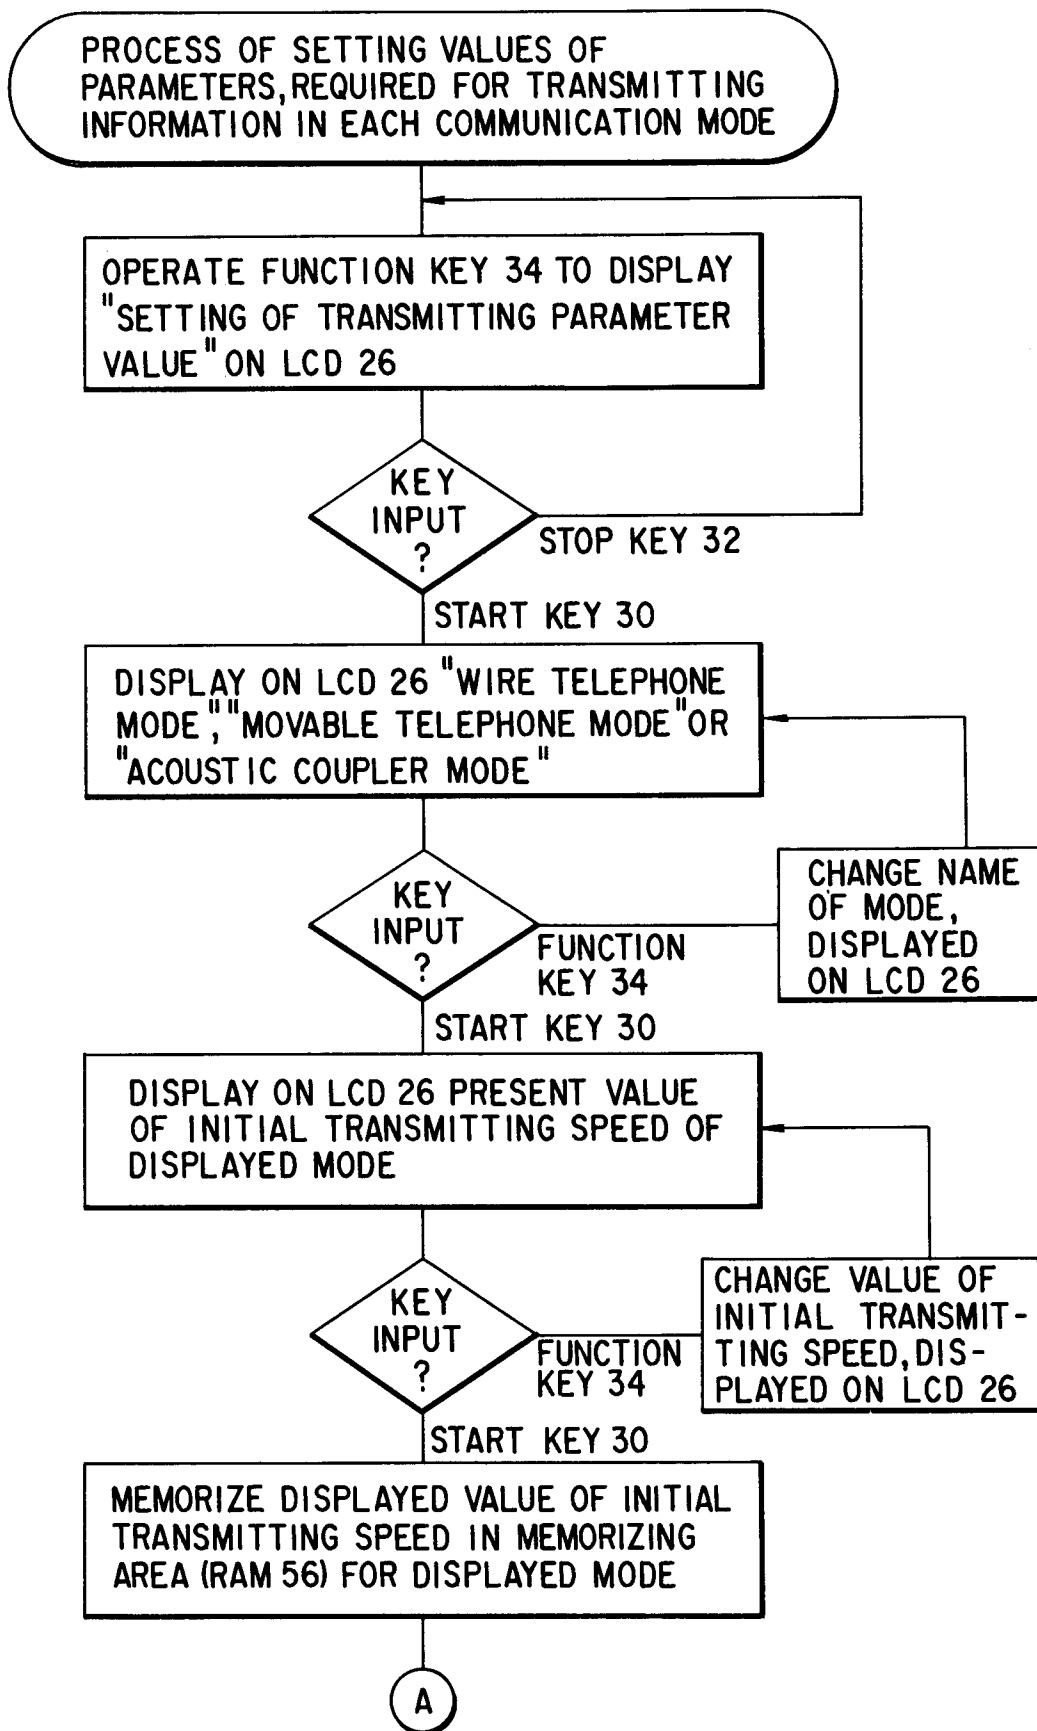 PROCESS OF SETTING VALUES OF
PARAMETERS, REQUIRED FOR TRANSMITTING
INFORMATION IN EACH COMMUNICATION MODE
OPERATE FUNCTION KEY 34 TO DISPLAY
"SETTING OF TRANSMITTING PARAMETER
VALUE" ON LCD 26
KEY
INPUT
?
STOP KEY 32
START KEY 30
DISPLAY ON LCD 26 "WIRE TELEPHONE
MODE", "MOVABLE TELEPHONE MODE" OR
"ACOUSTIC COUPLER MODE"
KEY
INPUT
?
FUNCTION
KEY 34
CHANGE NAME
OF MODE,
DISPLAYED
ON LCD 26
START KEY 30
DISPLAY ON LCD 26 PRESENT VALUE
OF INITIAL TRANSMITTING SPEED OF
DISPLAYED MODE
KEY
INPUT
?
FUNCTION
KEY 34
CHANGE VALUE OF
INITIAL TRANSMIT-
TING SPEED, DIS-
PLAYED ON LCD 26
START KEY 30
MEMORIZE DISPLAYED VALUE OF INITIAL
TRANSMITTING SPEED IN MEMORIZING
AREA (RAM 56) FOR DISPLAYED MODE
A